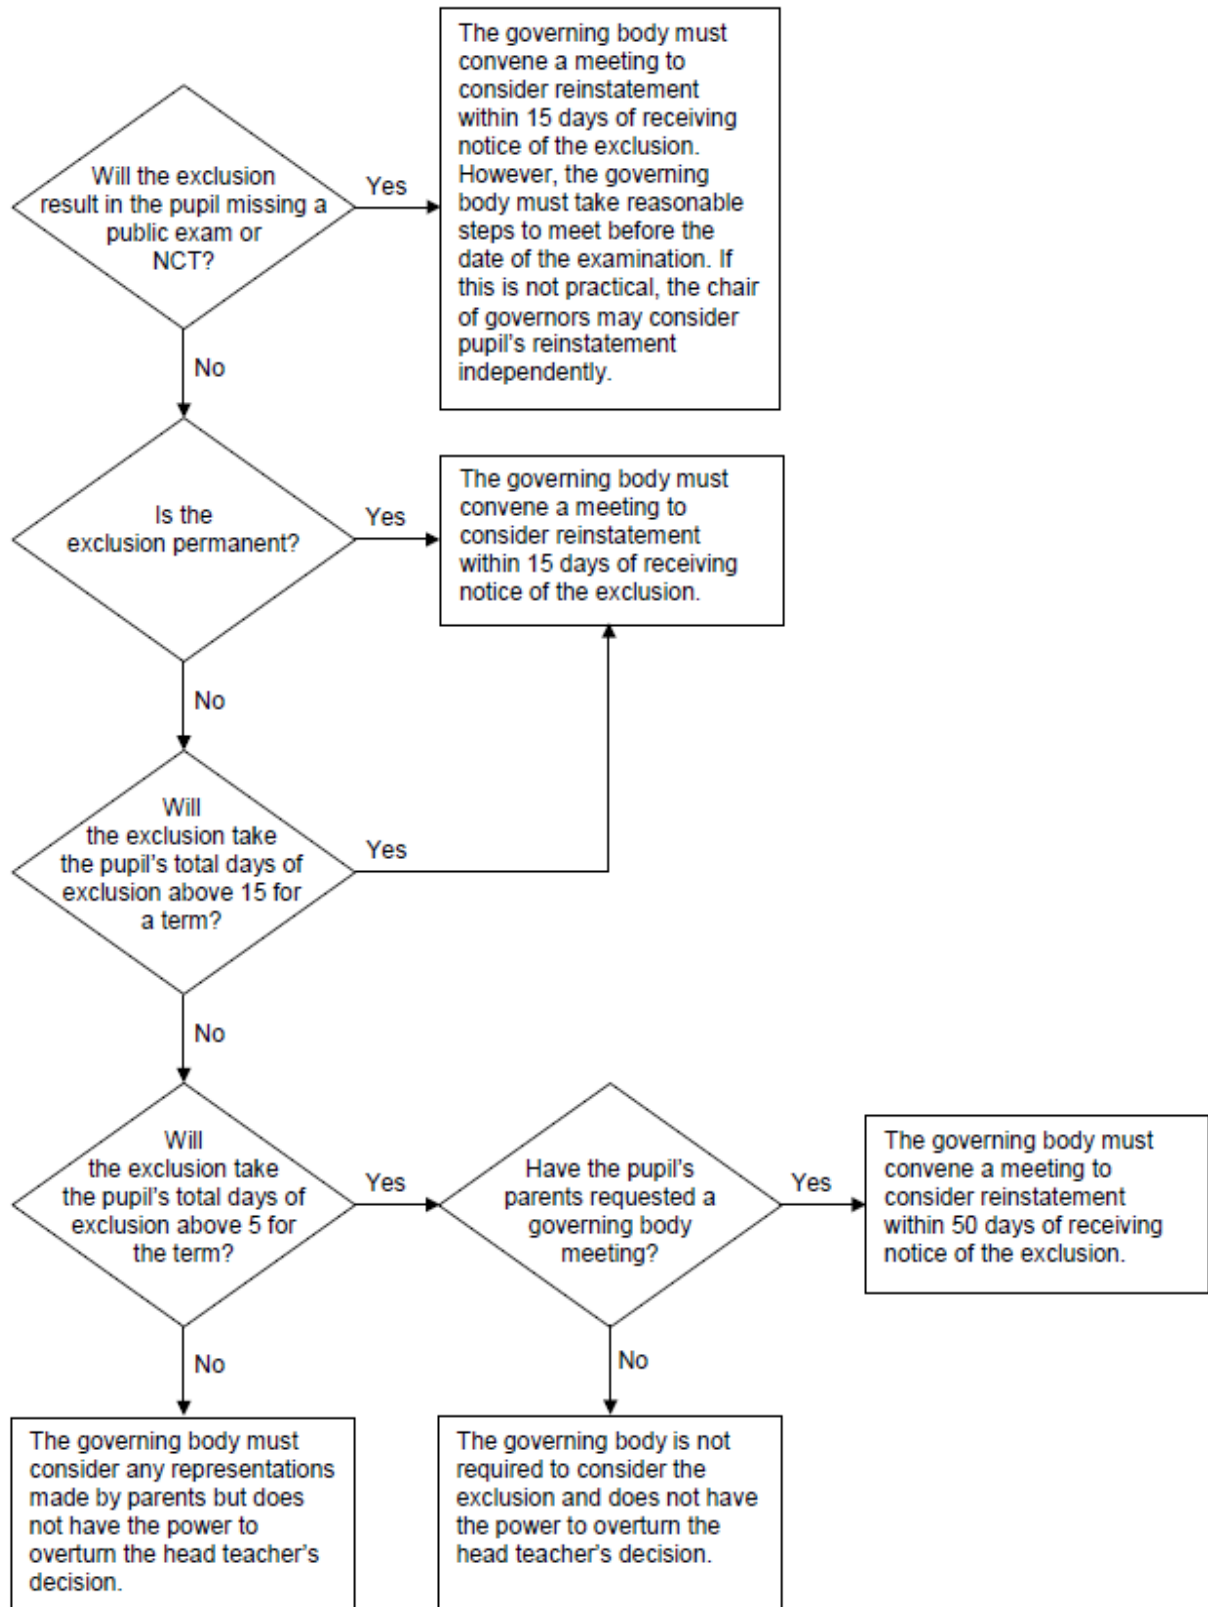 Will the exclusion
result in the pupil missing a
public exam or
NCT?
Yes
The governing body must
convene a meeting to
consider reinstatement
within 15 days of receiving
notice of the exclusion.
However, the governing
body must take reasonable
steps to meet before the
date of the examination. If
this is not practical, the chair
of governors may consider
pupil's reinstatement
independently.
No
Is the
exclusion permanent?
Yes
The governing body must
convene a meeting to
consider reinstatement
within 15 days of receiving
notice of the exclusion.
No
Will
the exclusion take
the pupil's total days of
exclusion above 15 for
a term?
Yes
No
Will
the exclusion take
the pupil's total days of
exclusion above 5 for
the term?
Yes
Have the pupil's
parents requested a
governing body
meeting?
Yes
The governing body must
convene a meeting to
consider reinstatement
within 50 days of receiving
notice of the exclusion.
No
The governing body must
consider any representations
made by parents but does
not have the power to
overturn the head teacher's
decision.
No
The governing body is not
required to consider the
exclusion and does not have
the power to overturn the
head teacher's decision.